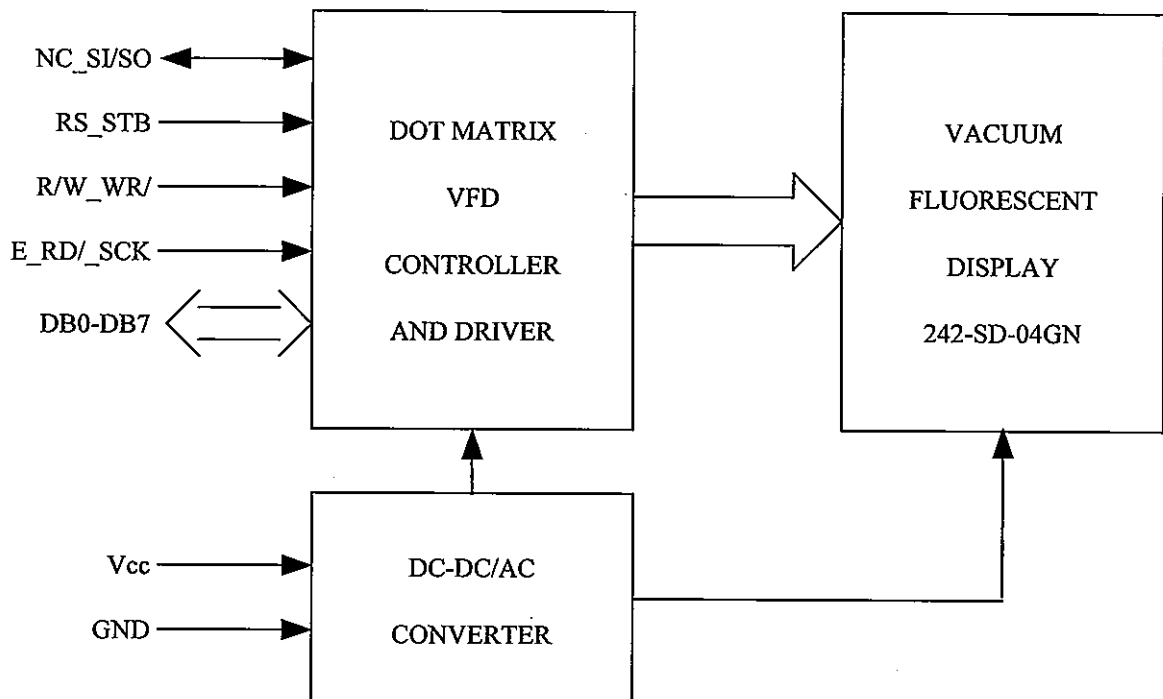 NC_SI/SO
RS_STB
R/W_WR/
E_RD/_SCK
DB0-DB7
DOT MATRIX
VFD
CONTROLLER
AND DRIVER
VACUUM
FLUORESCENT
DISPLAY
242-SD-04GN
Vcc
GND
DC-DC/AC
CONVERTER